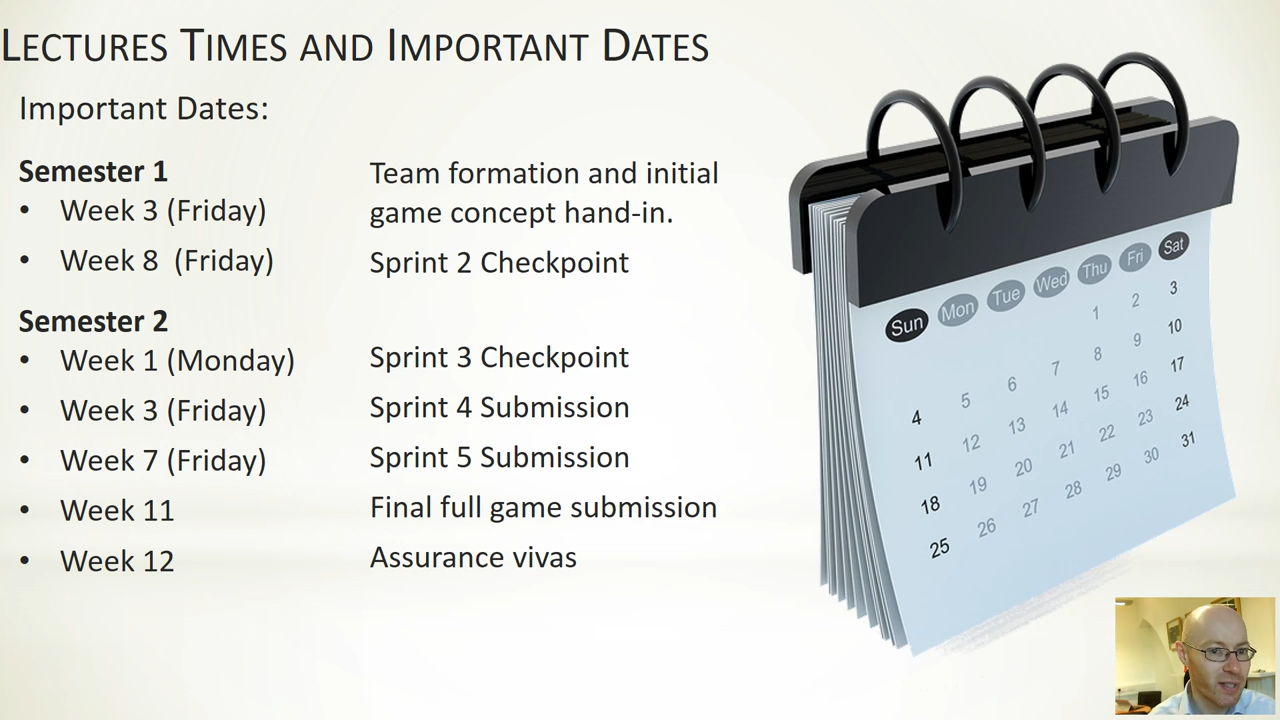 LECTURES TIMES AND IMPORTANT DATES
Important Dates:
Semester 1
• Week 3 (Friday) Team formation and initial
game concept hand-in.
• Week 8 (Friday) Sprint 2 Checkpoint
Semester 2
• Week 1 (Monday) Sprint 3 Checkpoint
• Week 3 (Friday) Sprint 4 Submission
• Week 7 (Friday) Sprint 5 Submission
• Week 11 Final full game submission
• Week 12 Assurance vivas
Sun Mon Tue Wed Thu Fri Sat
1 2 3
4 5 6 7 8 9 10
11 12 13 14 15 16 17
18 19 20 21 22 23 24
25 26 27 28 29 30 31